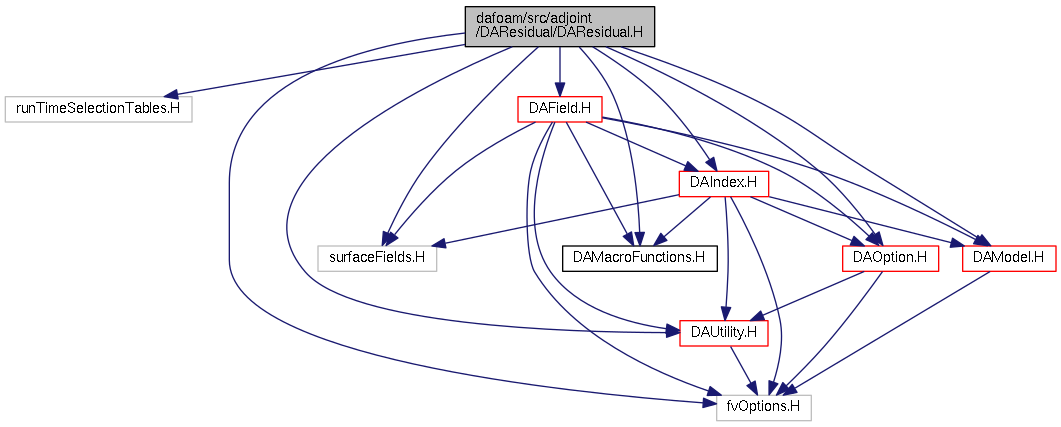 dafoam/src/adjoint
/DAResidual/DAResidual.H
runTimeSelectionTables.H
DAField.H
DAIndex.H
surfaceFields.H
DAMacroFunctions.H
DAOption.H
DAModel.H
DAUtility.H
fvOptions.H